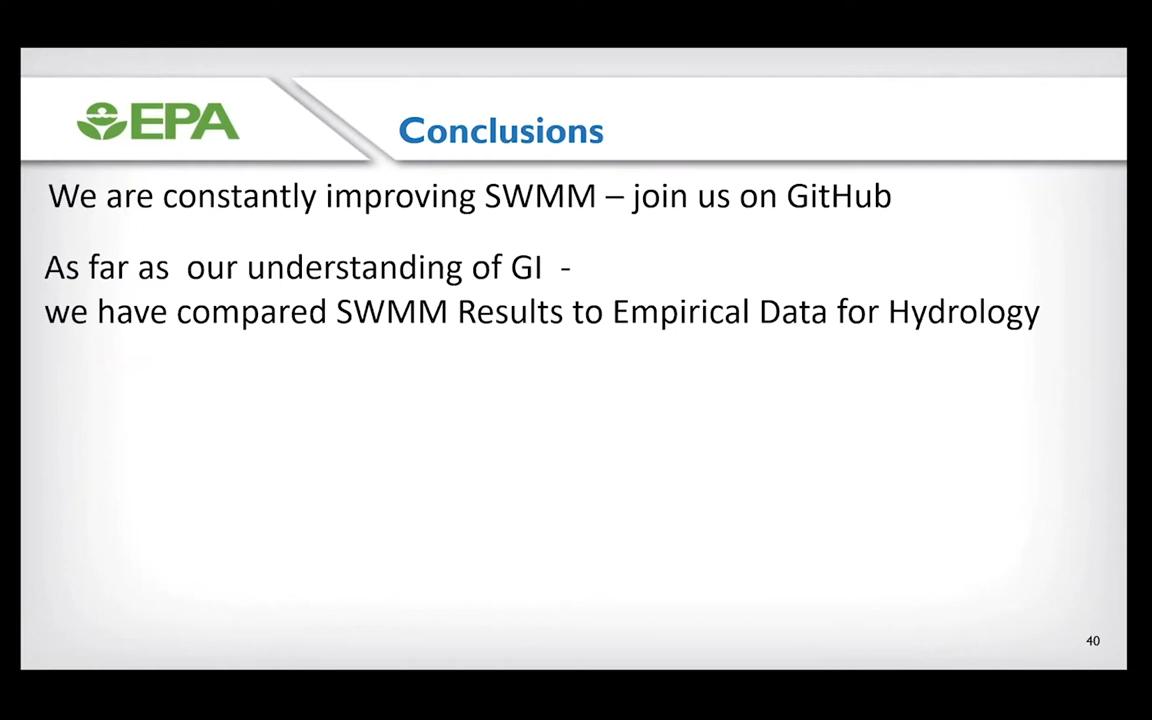 EPA
Conclusions
We are constantly improving SWMM – join us on GitHub
As far as  our understanding of GI  -
we have compared SWMM Results to Empirical Data for Hydrology
40